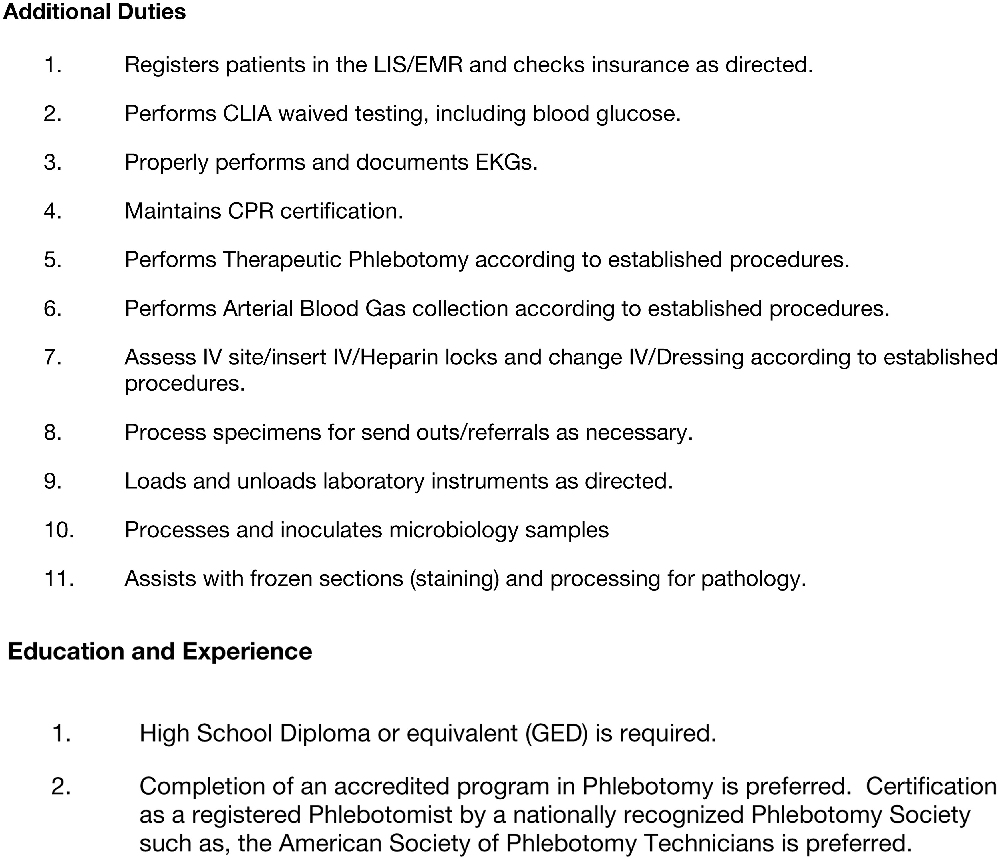 Additional Duties
1. Registers patients in the LIS/EMR and checks insurance as directed.
2. Performs CLIA waived testing, including blood glucose.
3. Properly performs and documents EKGs.
4. Maintains CPR certification.
5. Performs Therapeutic Phlebotomy according to established procedures.
6. Performs Arterial Blood Gas collection according to established procedures.
7. Assess IV site/insert IV/Heparin locks and change IV/Dressing according to established
procedures.
8. Process specimens for send outs/referrals as necessary.
9. Loads and unloads laboratory instruments as directed.
10. Processes and inoculates microbiology samples
11. Assists with frozen sections (staining) and processing for pathology.
Education and Experience
1. High School Diploma or equivalent (GED) is required.
2. Completion of an accredited program in Phlebotomy is preferred.  Certification
as a registered Phlebotomist by a nationally recognized Phlebotomy Society
such as, the American Society of Phlebotomy Technicians is preferred.